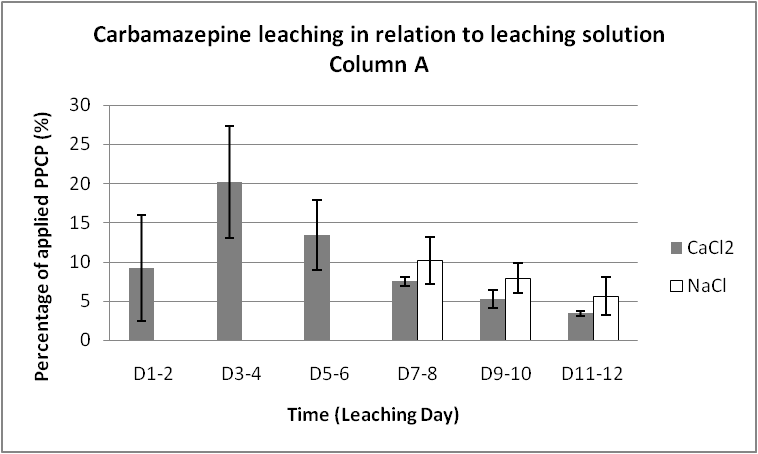 Carbamazepine leaching in relation to leaching solution
Column A
Percentage of applied PPCP (%)
30
25
20
15
10
5
0
D1-2 D3-4 D5-6 D7-8 D9-10 D11-12
Time (Leaching Day)
CaCl2
NaCl